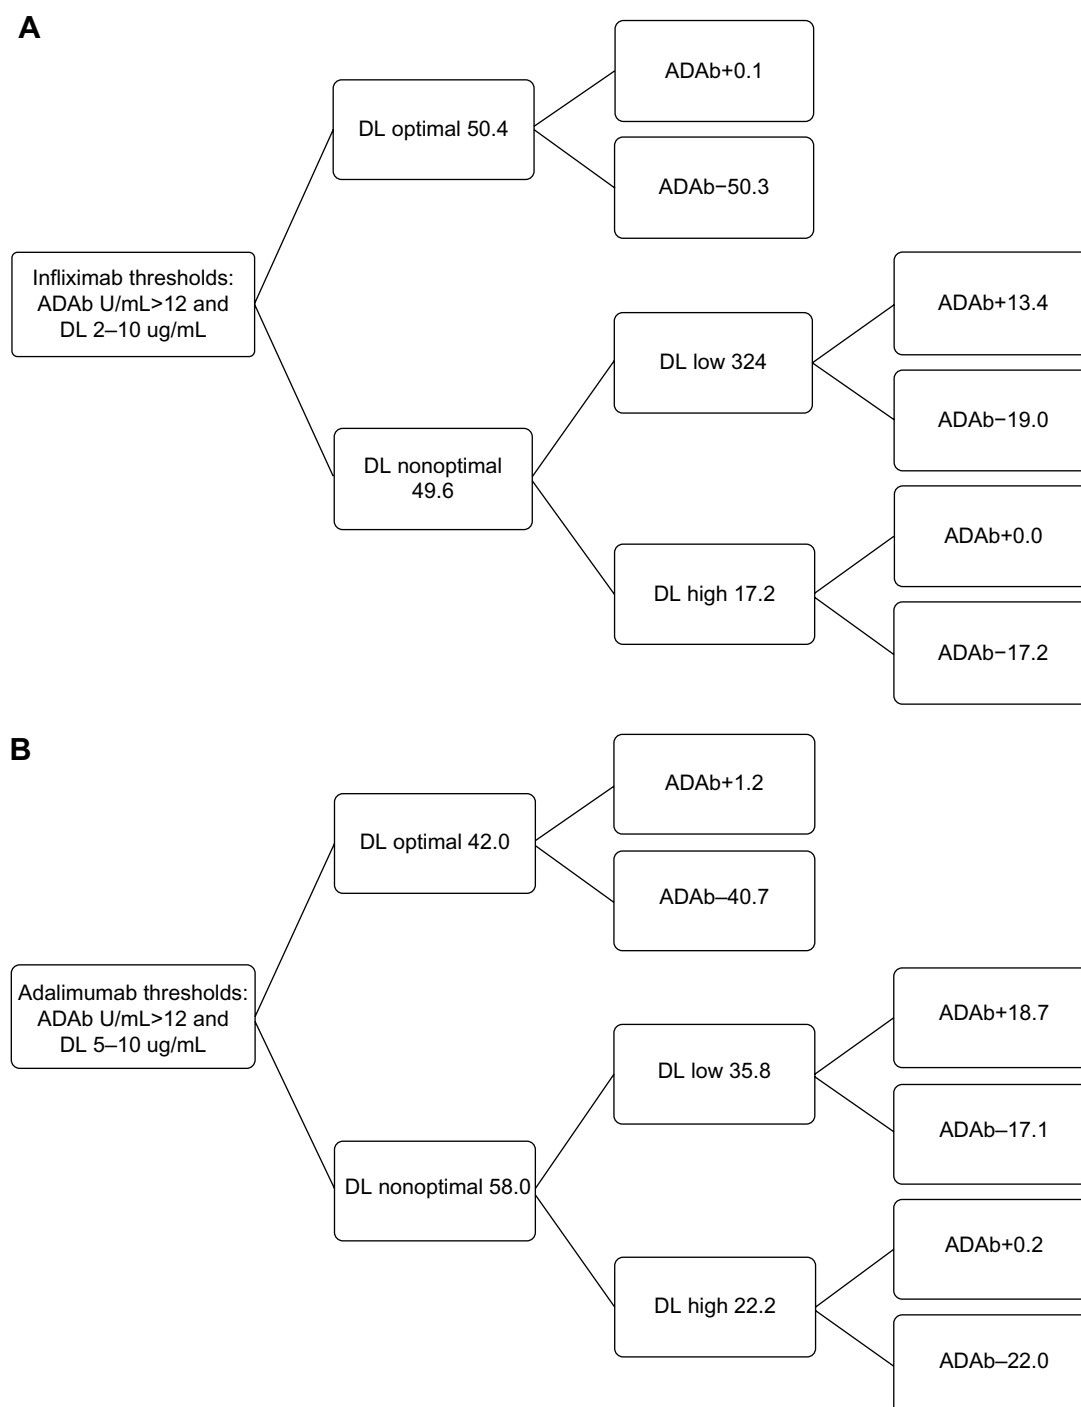 A
ADAb+0.1
DL optimal 50.4
ADAb−50.3
Infliximab thresholds:
ADAb U/mL>12 and
DL 2–10 ug/mL
ADAb+13.4
DL low 324
ADAb−19.0
DL nonoptimal
49.6
ADAb+0.0
DL high 17.2
ADAb−17.2
B
ADAb+1.2
DL optimal 42.0
ADAb–40.7
Adalimumab thresholds:
ADAb U/mL>12 and
DL 5–10 ug/mL
ADAb+18.7
DL low 35.8
ADAb–17.1
DL nonoptimal 58.0
ADAb+0.2
DL high 22.2
ADAb–22.0